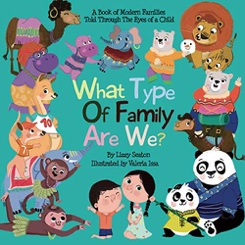 A Book of Modern Families
Told Through The Eyes of a Child
What Type
Of Family
Are We?
By Lizzy Seaton
Illustrated by Valeria Issa